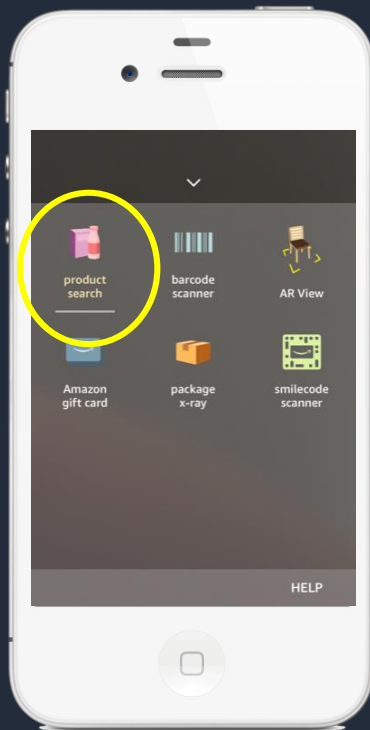 product
search
barcode
scanner
AR View
Amazon
gift card
package
x-ray
smilecode
scanner
HELP